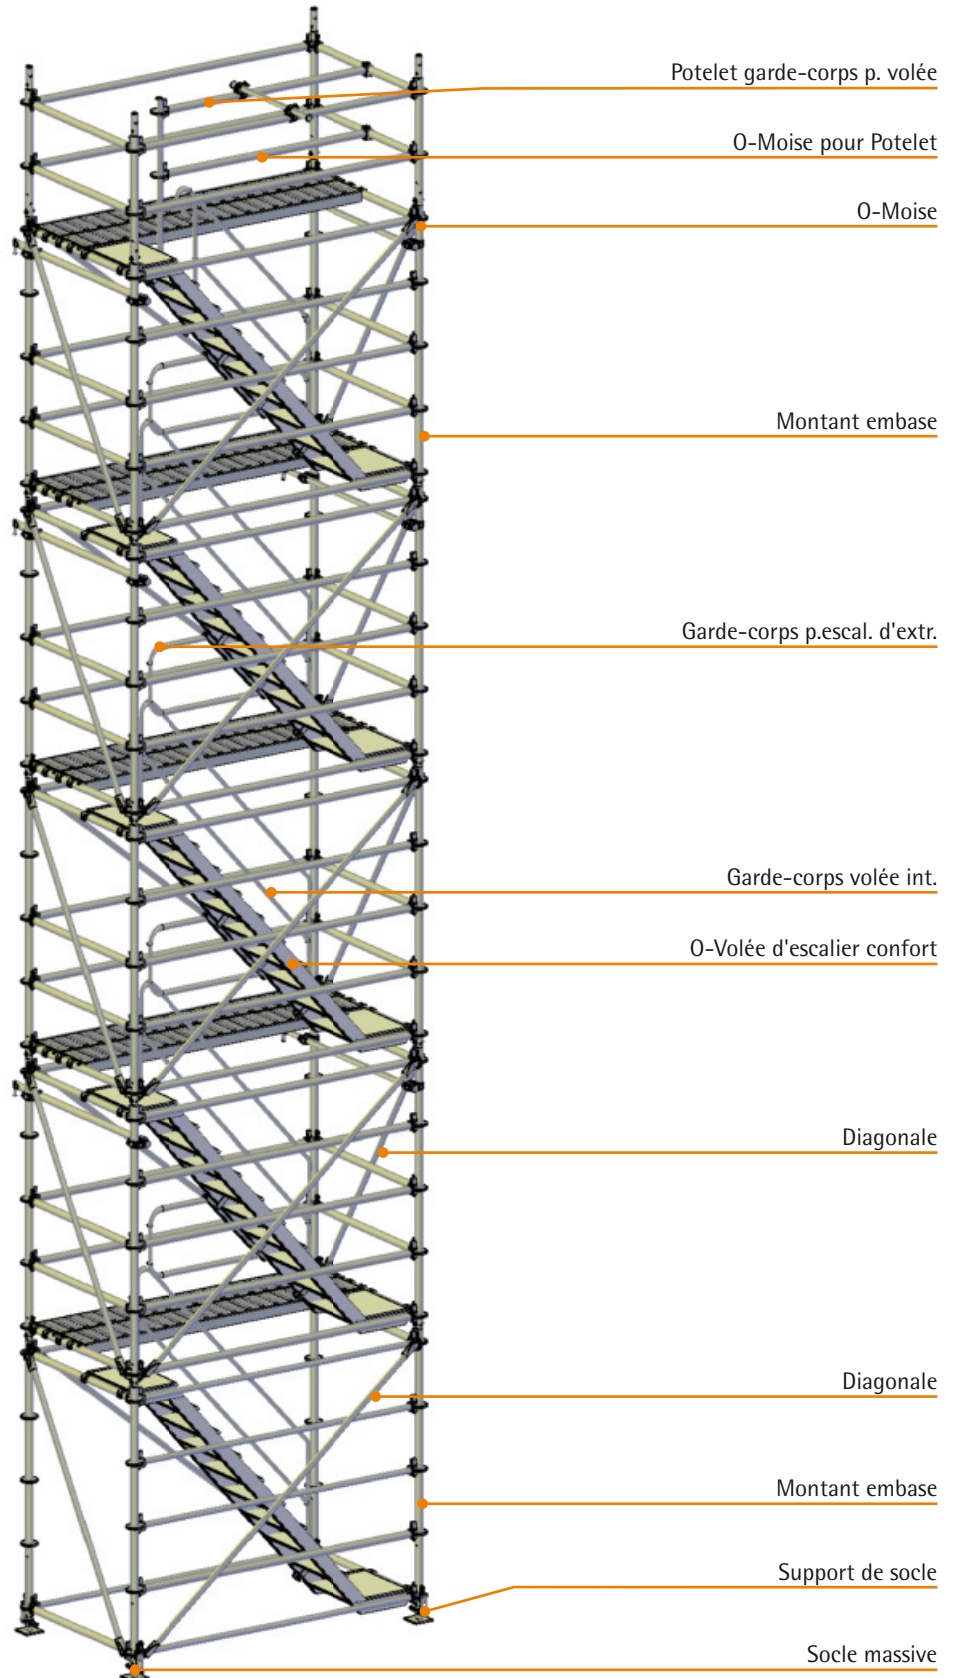 Potelet garde-corps p. volée
O-Moise pour Potelet
O-Moise
Montant embase
Garde-corps p.escal. d'extr.
Garde-corps volée int.
O-Volée d'escalier confort
Diagonale
Diagonale
Montant embase
Support de socle
Socle massive